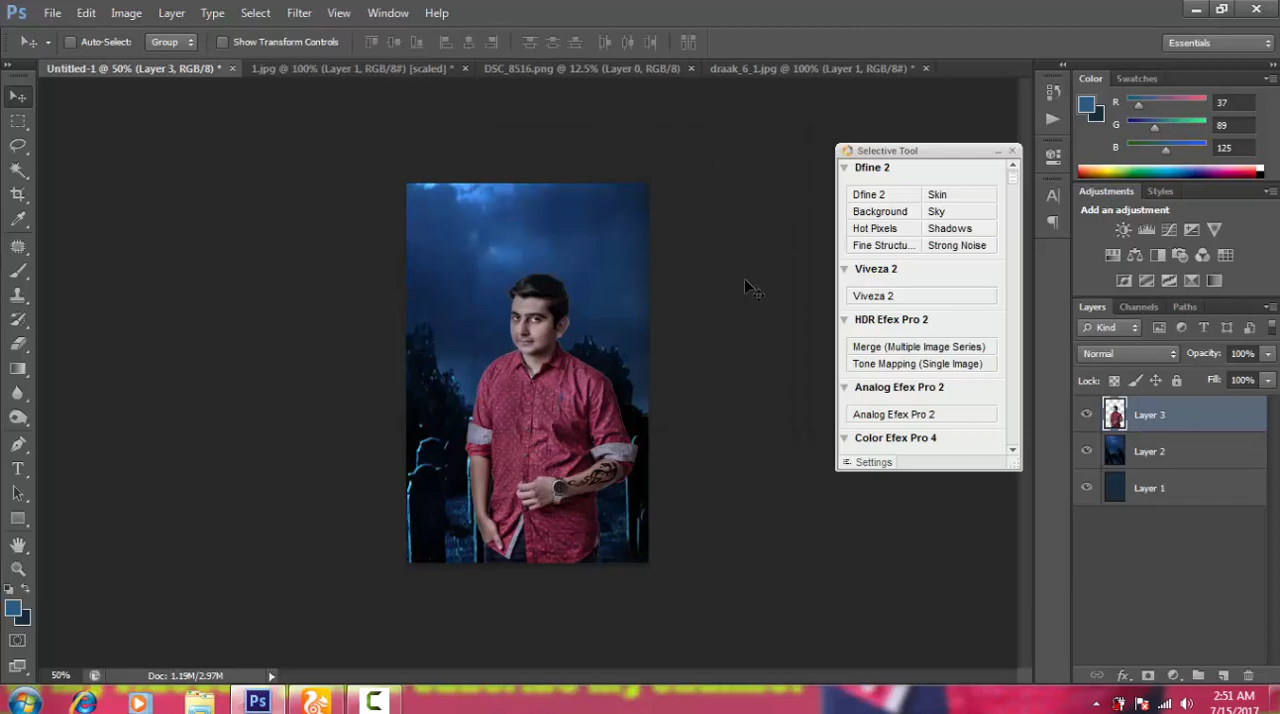 Ps File Edit Image Layer Type Select Filter 3D View Window Help
Auto-Select: Group Show Transform Controls Essentials
Untitled-1 @ 50% (Layer 3, RGB/8) * 1.jpg @ 100% (Layer 1, RGB/8#) [scaled] * DSC_8516.png @ 12.5% (Layer 0, RGB/8) draak_6_1.jpg @ 100% (Layer 1, RGB/8#) *
Color Swatches
R 37
G 89
B 125
Adjustments Styles
Add an adjustment
Selective Tool
Dfine 2
Dfine 2 Skin
Background Sky
Hot Pixels Shadows
Fine Structu... Strong Noise
Viveza 2
Viveza 2
HDR Efex Pro 2
Merge (Multiple Image Series)
Tone Mapping (Single Image)
Analog Efex Pro 2
Analog Efex Pro 2
Color Efex Pro 4
Settings
Layers Channels Paths
Kind
Normal Opacity: 100%
Lock: Fill: 100%
Layer 3
Layer 2
Layer 1
50% Doc: 1.19M/2.97M
Ps
2:51 AM
7/15/2017